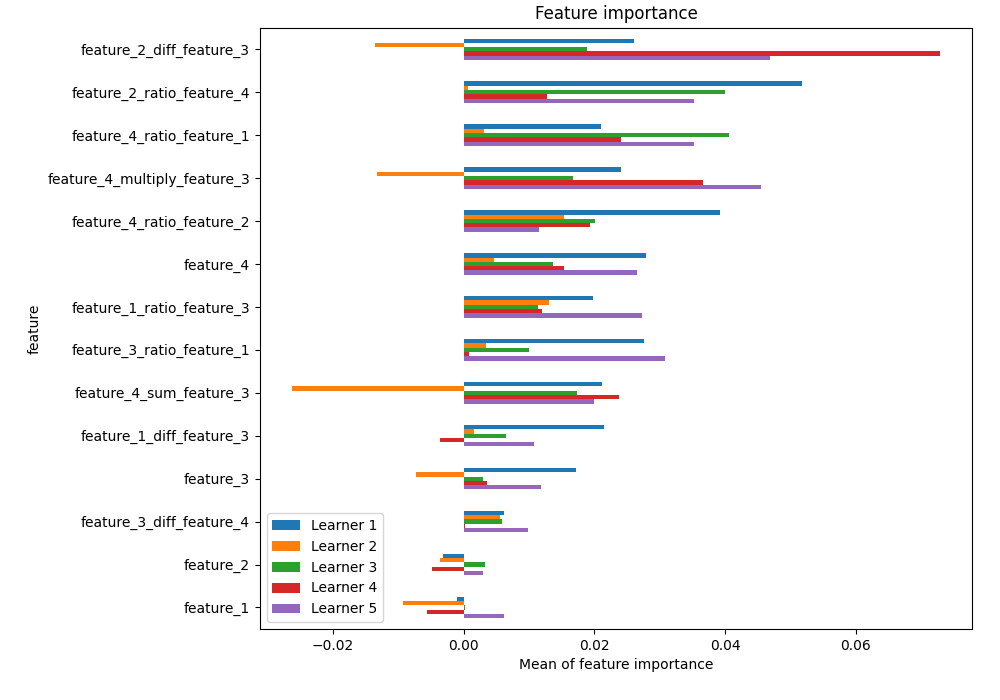 Feature importance
feature_2_diff_feature_3
feature_2_ratio_feature_4
feature_4_ratio_feature_1
feature_4_multiply_feature_3
feature_4_ratio_feature_2
feature_4
feature_1_ratio_feature_3
feature_3_ratio_feature_1
feature_4_sum_feature_3
feature_1_diff_feature_3
feature_3
feature_3_diff_feature_4
feature_2
feature_1
feature
Learner 1
Learner 2
Learner 3
Learner 4
Learner 5
−0.02 0.00 0.02 0.04 0.06
Mean of feature importance